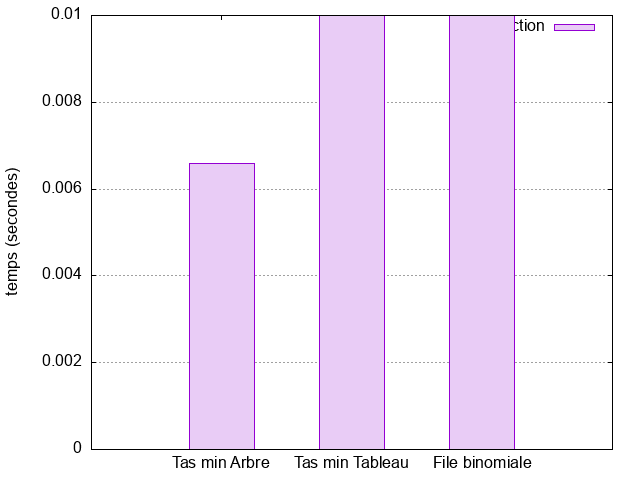 0.01
0.008
0.006
0.004
0.002
0
temps (secondes)
Tas min Arbre
Tas min Tableau
File binomiale